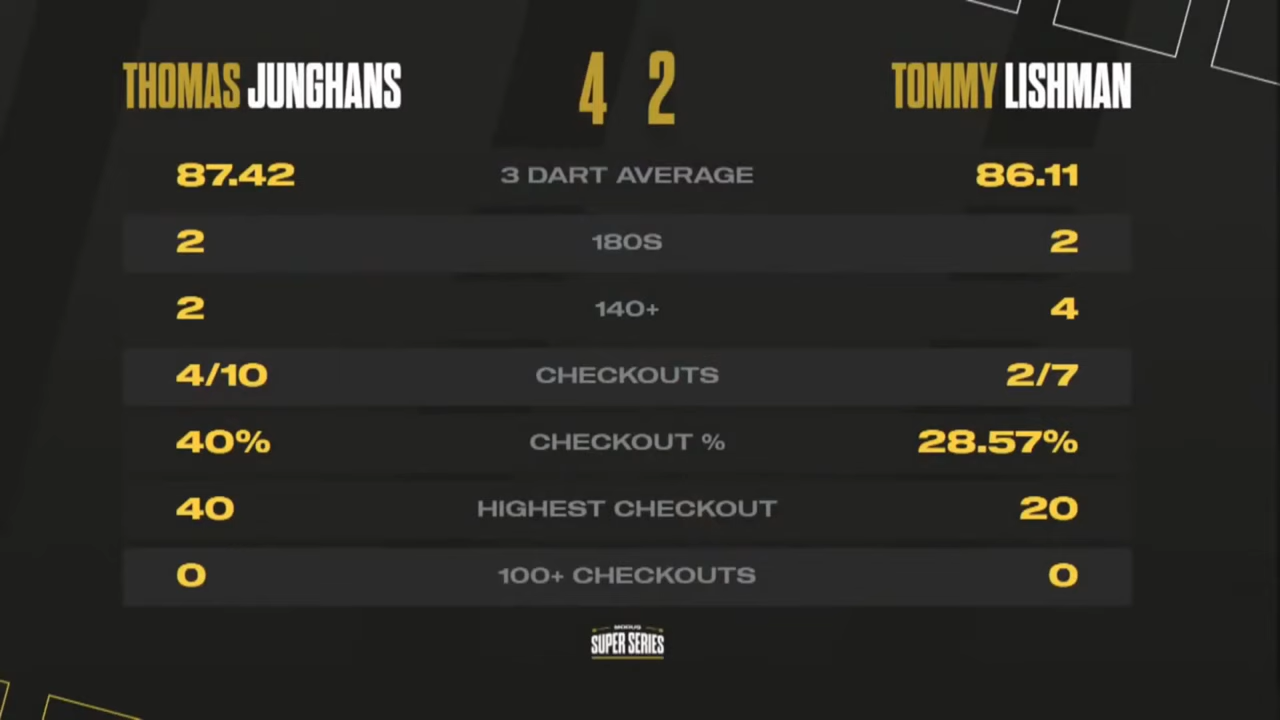 THOMAS JUNGHANS 4 2 TOMMY LISHMAN
87.42 3 DART AVERAGE 86.11
2 180S 2
2 140+ 4
4/10 CHECKOUTS 2/7
40% CHECKOUT % 28.57%
40 HIGHEST CHECKOUT 20
0 100+ CHECKOUTS 0
MODUS
SUPER SERIES